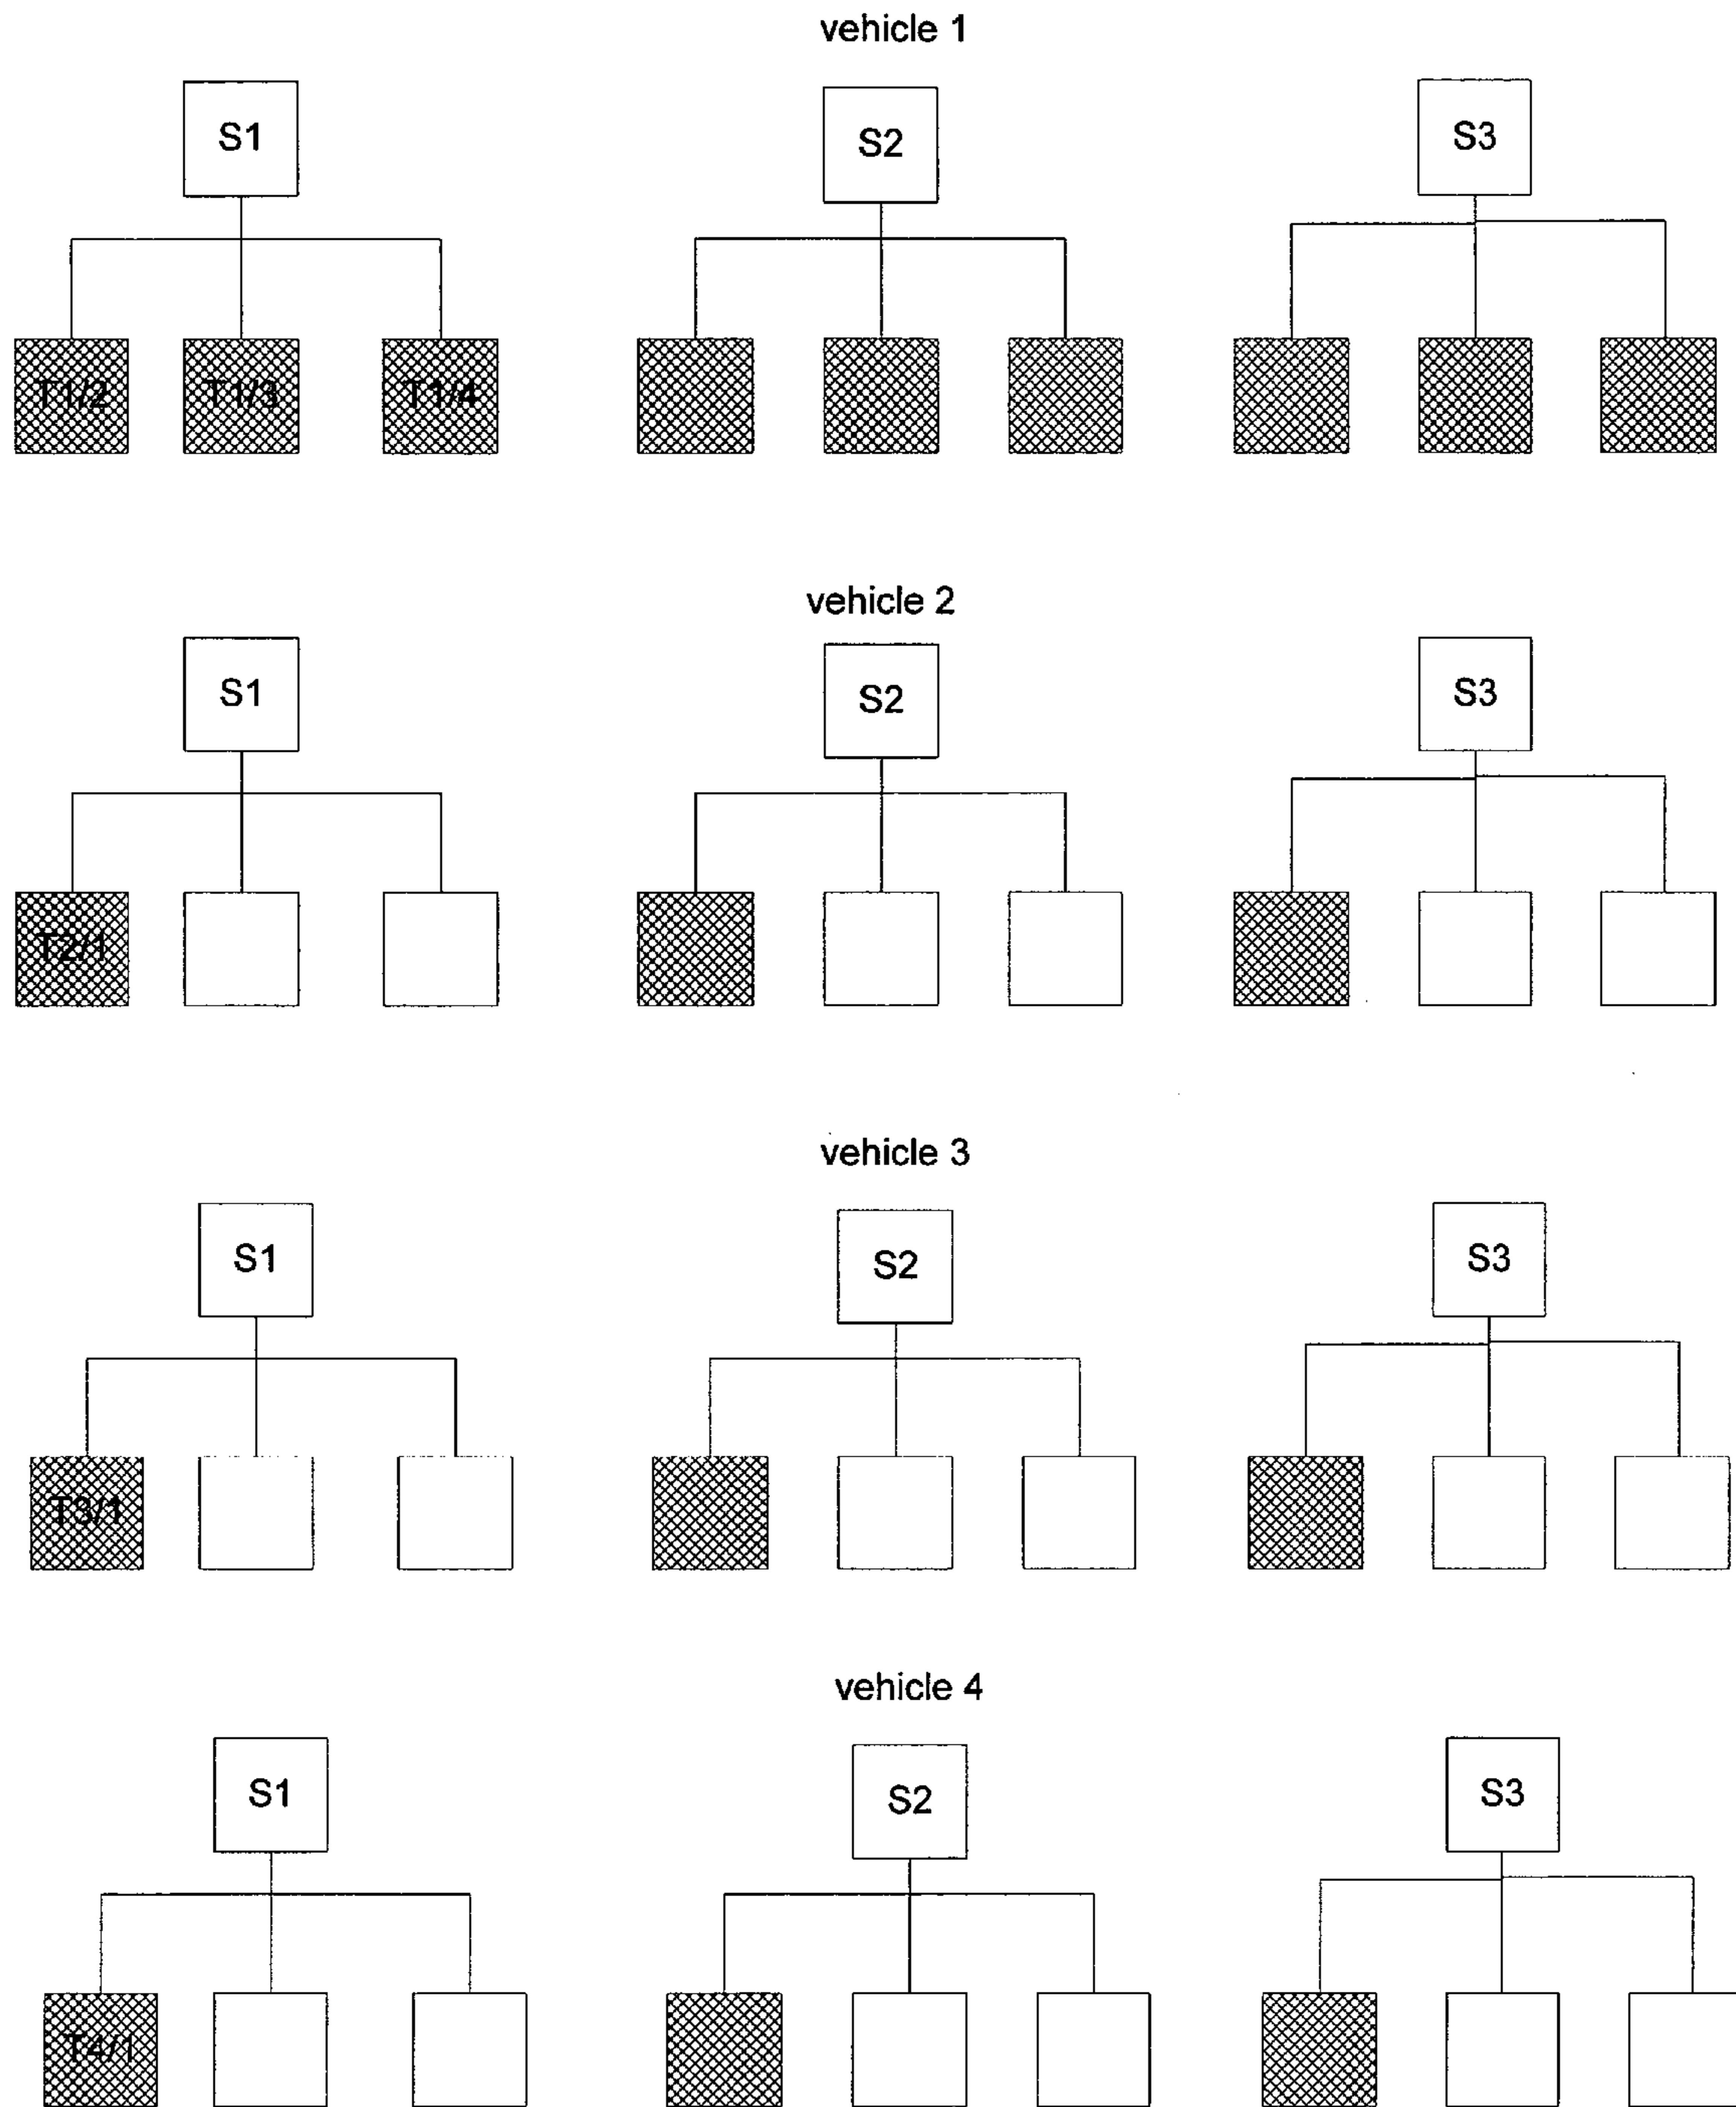 vehicle 1
S1 S2 S3
T1/2 T1/3 T1/4
vehicle 2
S1 S2 S3
T2/1
vehicle 3
S1 S2 S3
T3/1
vehicle 4
S1 S2 S3
T4/1